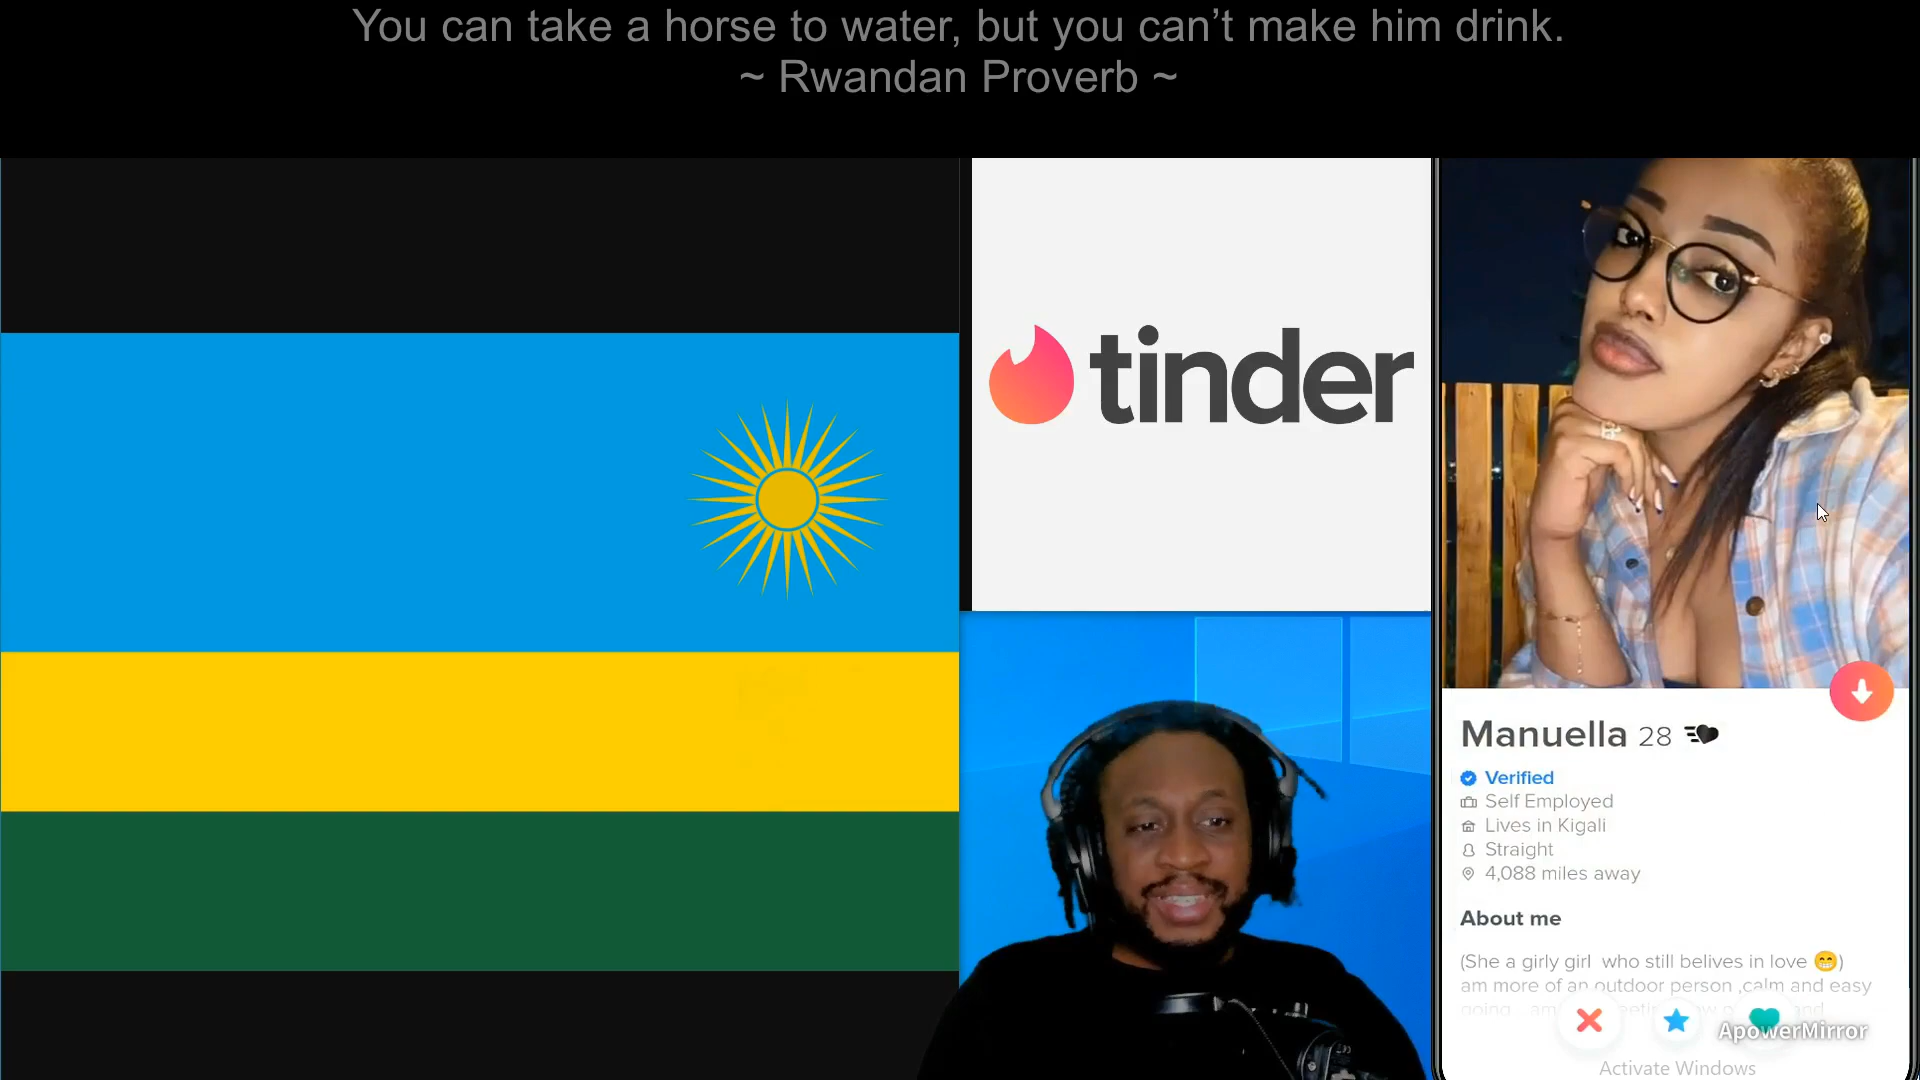 You can take a horse to water, but you can’t make him drink.
~ Rwandan Proverb ~
tinder
Manuella 28
Verified
Self Employed
Lives in Kigali
Straight
4,088 miles away
About me
(She a girly girl who still belives in love 😁)
am more of an outdoor person ,calm and easy
going
ApowerMirror
Activate Windows